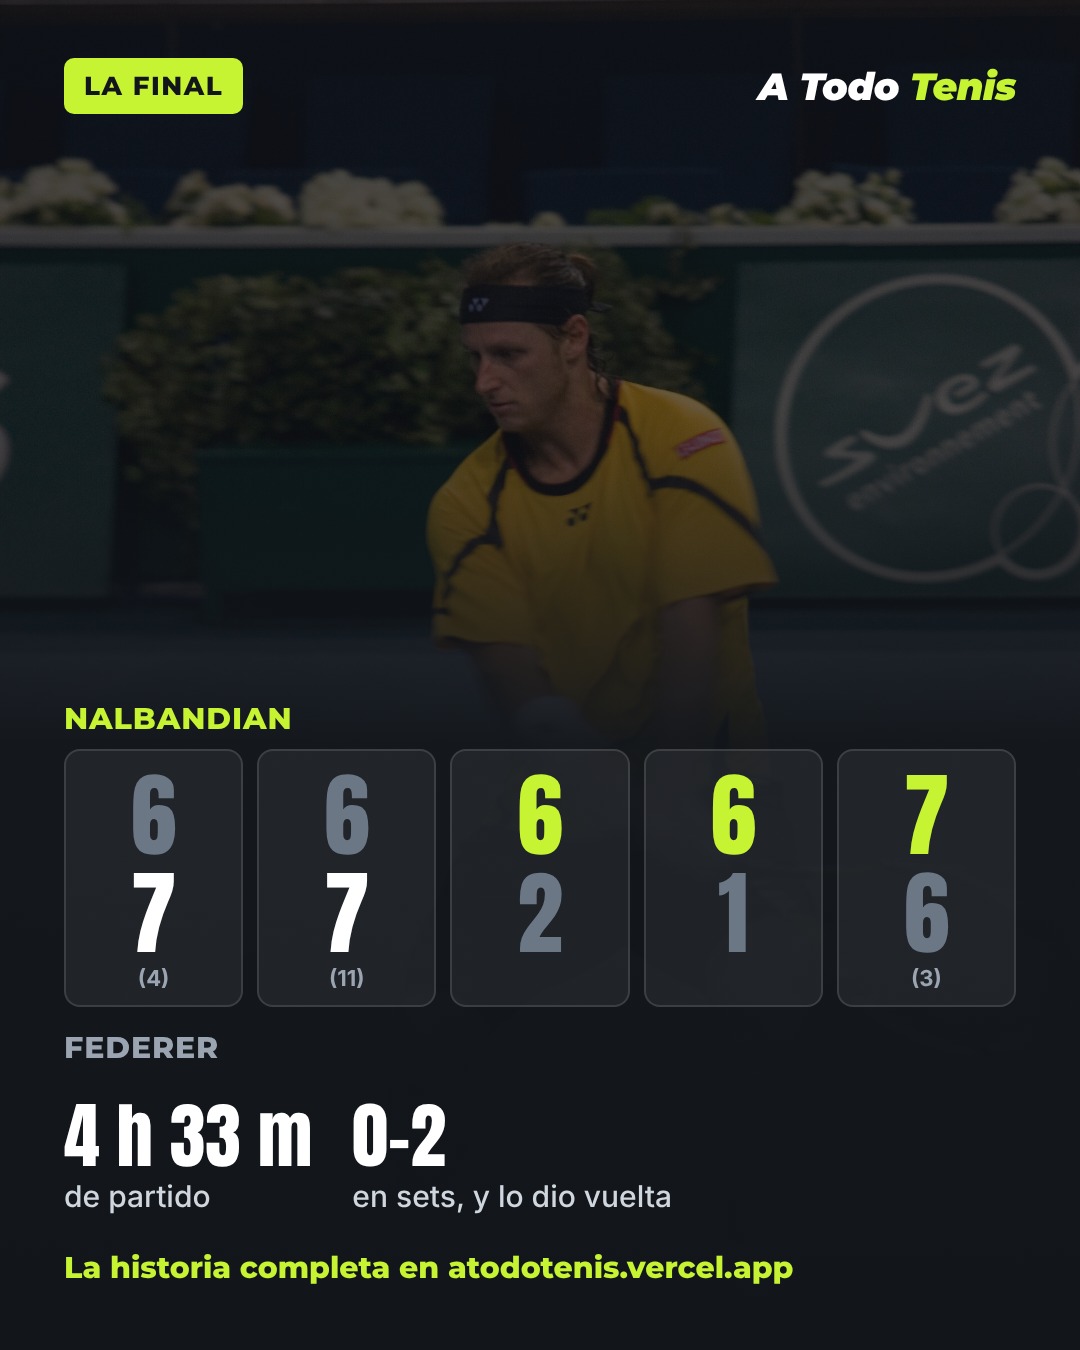 LA FINAL
A Todo Tenis
suez
environnement
NALBANDIAN
6 6 6 6 7
7 7 2 1 6
(4) (11) (3)
FEDERER
4 h 33 m 0-2
de partido en sets, y lo dio vuelta
La historia completa en atodotenis.vercel.app